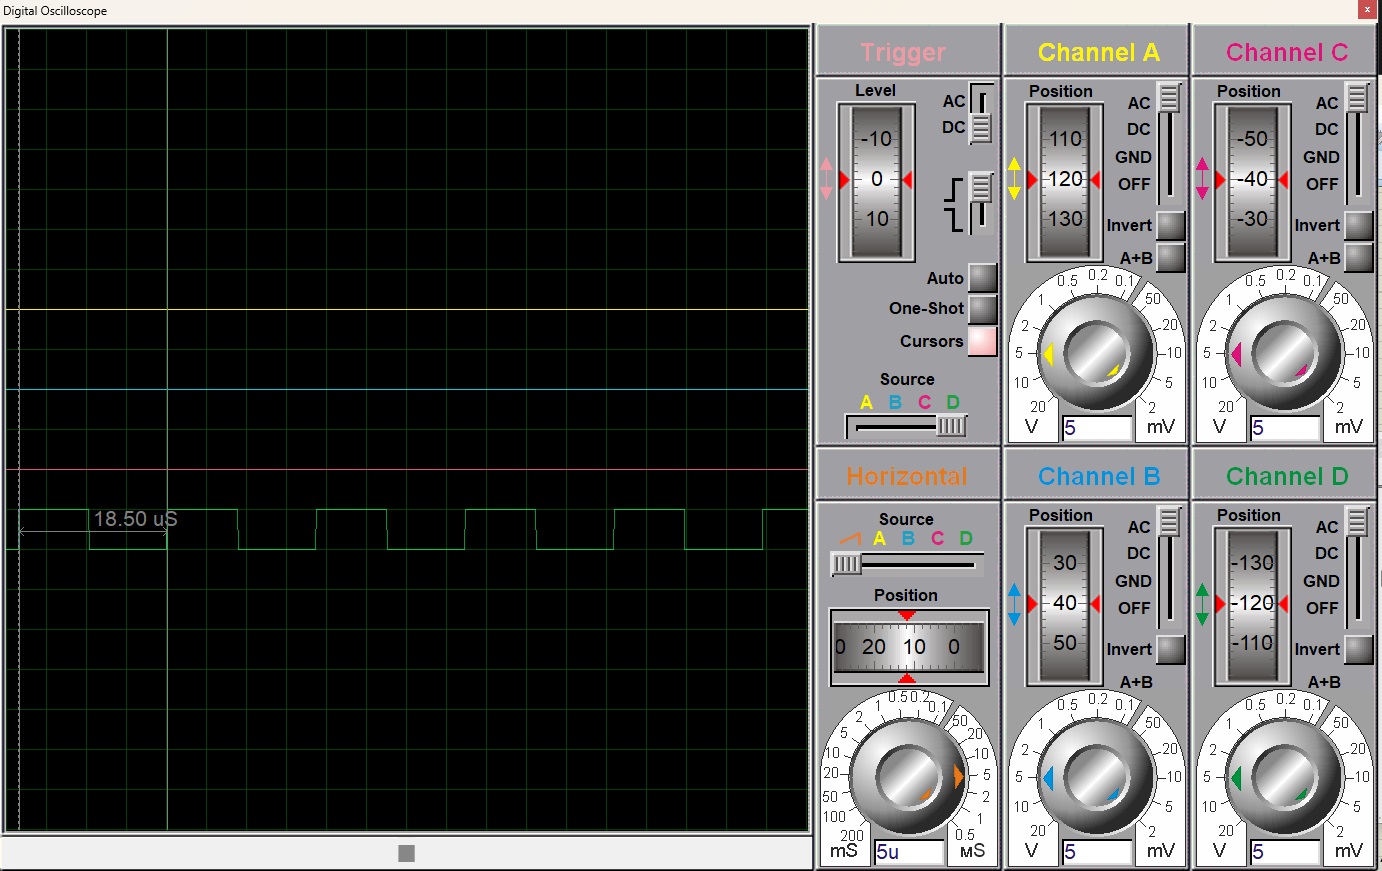 Digital Oscilloscope
x
18.50 uS
Trigger
Level
AC
DC
-10
0
10
Auto
One-Shot
Cursors
Source
A B C D
Channel A
Position
AC
DC
GND
OFF
110
120
130
Invert
A+B
20 10 5 2 1 0.5 0.2 0.1 50 20 10 5 2
V
5
mV
Channel C
Position
AC
DC
GND
OFF
-50
-40
-30
Invert
A+B
20 10 5 2 1 0.5 0.2 0.1 50 20 10 5 2
V
5
mV
Horizontal
Source
A B C D
Position
0 20 10 0
200 100 50 20 10 5 2 1 0.5 0.2 0.1 50 20 10 5 2 1 0.5
mS
5u
мS
Channel B
Position
AC
DC
GND
OFF
30
40
50
Invert
A+B
20 10 5 2 1 0.5 0.2 0.1 50 20 10 5 2
V
5
mV
Channel D
Position
AC
DC
GND
OFF
-130
-120
-110
Invert
A+B
20 10 5 2 1 0.5 0.2 0.1 50 20 10 5 2
V
5
mV